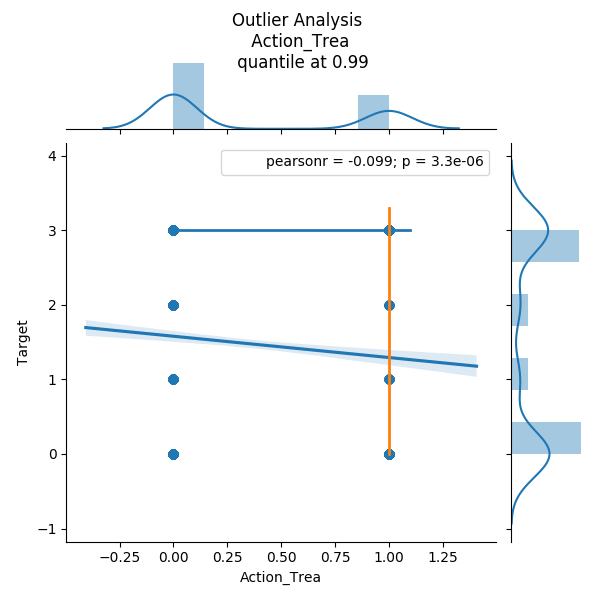 Outlier Analysis
Action_Trea
quantile at 0.99
pearsonr = -0.099; p = 3.3e-06
4
3
2
1
0
−1
Target
−0.25 0.00 0.25 0.50 0.75 1.00 1.25
Action_Trea